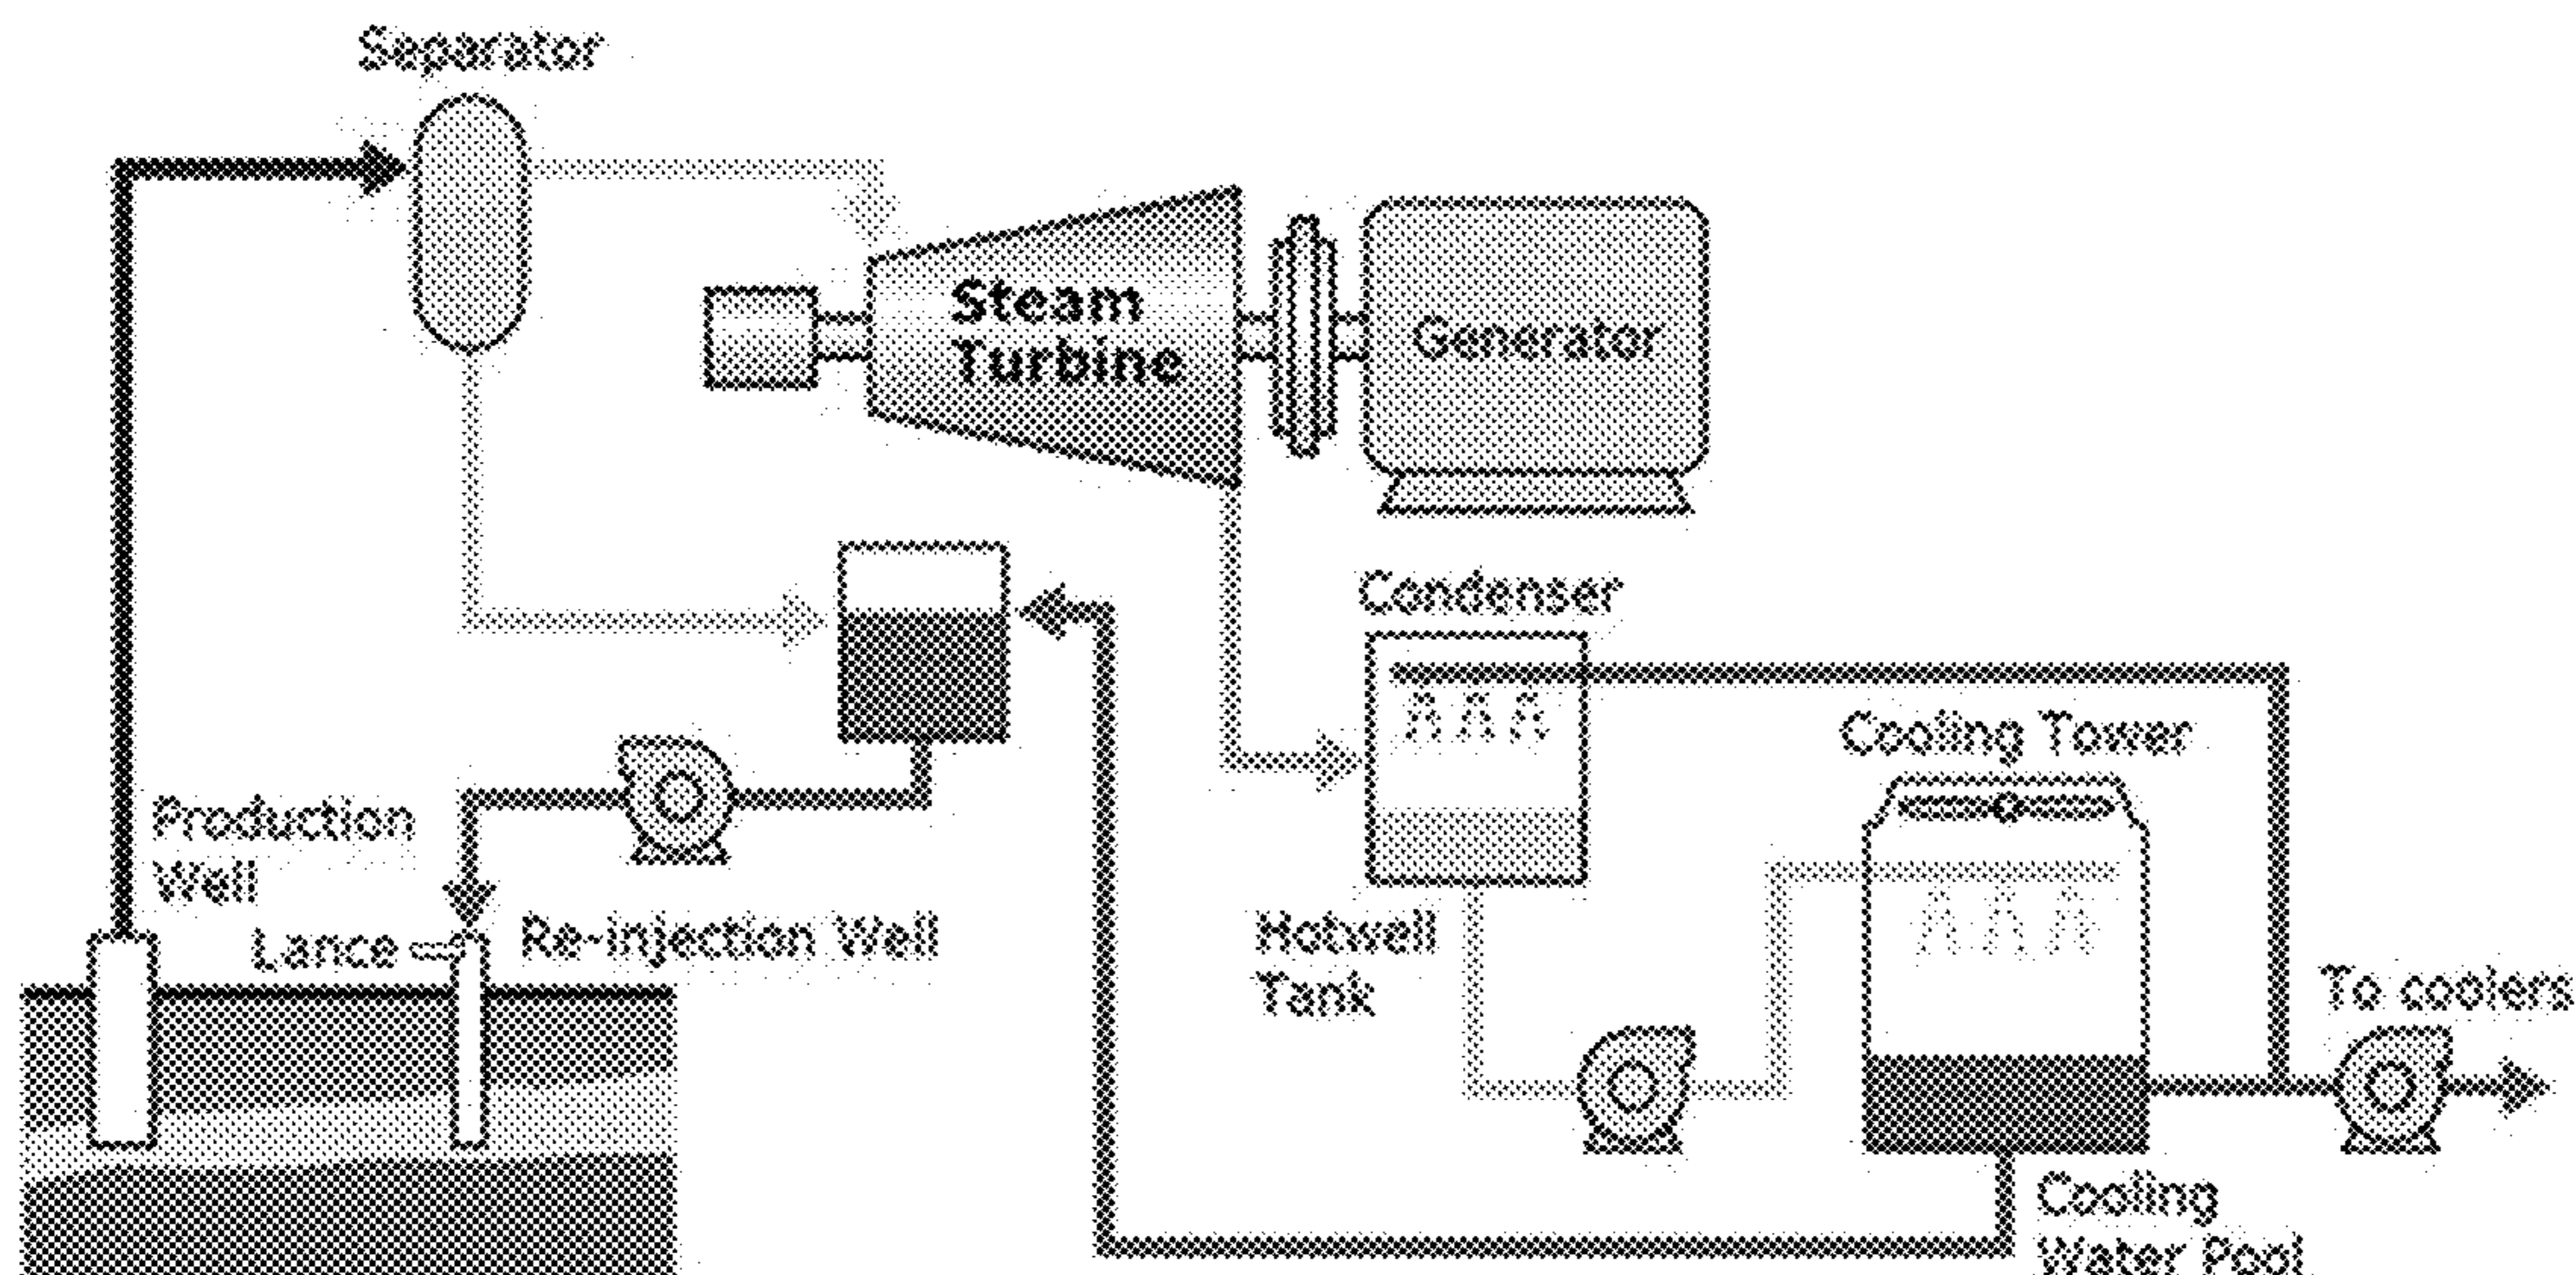 Separator
Steam
Turbine
Generator
Condenser
Cooling Tower
Production
Well
Lance
Re-injection Well
Hotwell
Tank
To coolers
Cooling
Water Pool